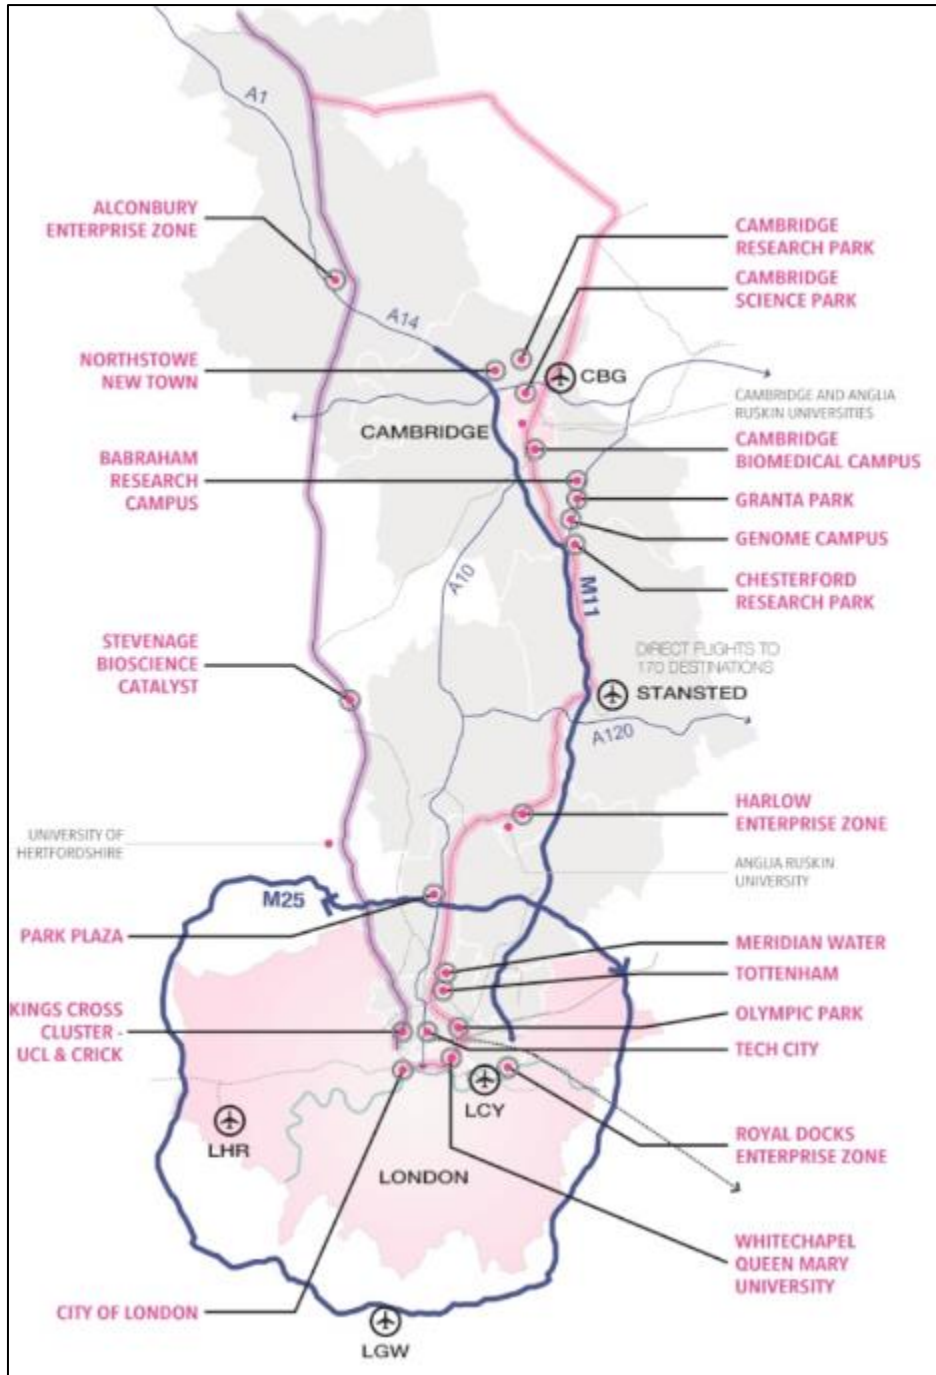 A1
ALCONBURY
ENTERPRISE ZONE
CAMBRIDGE
RESEARCH PARK
CAMBRIDGE
SCIENCE PARK
A14
NORTHSTOWE
NEW TOWN
CBG
CAMBRIDGE AND ANGLIA
RUSKIN UNIVERSITIES
CAMBRIDGE
CAMBRIDGE
BIOMEDICAL CAMPUS
BABRAHAM
RESEARCH
CAMPUS
GRANTA PARK
GENOME CAMPUS
A10
M11
CHESTERFORD
RESEARCH PARK
STEVENAGE
BIOSCIENCE
CATALYST
DIRECT FLIGHTS TO
170 DESTINATIONS
STANSTED
A120
HARLOW
ENTERPRISE ZONE
UNIVERSITY OF
HERTFORDSHIRE
ANGLIA RUSKIN
UNIVERSITY
M25
PARK PLAZA
MERIDIAN WATER
TOTTENHAM
KINGS CROSS
CLUSTER -
UCL & CRICK
OLYMPIC PARK
TECH CITY
LCY
LHR
ROYAL DOCKS
ENTERPRISE ZONE
LONDON
WHITECHAPEL
QUEEN MARY
UNIVERSITY
CITY OF LONDON
LGW